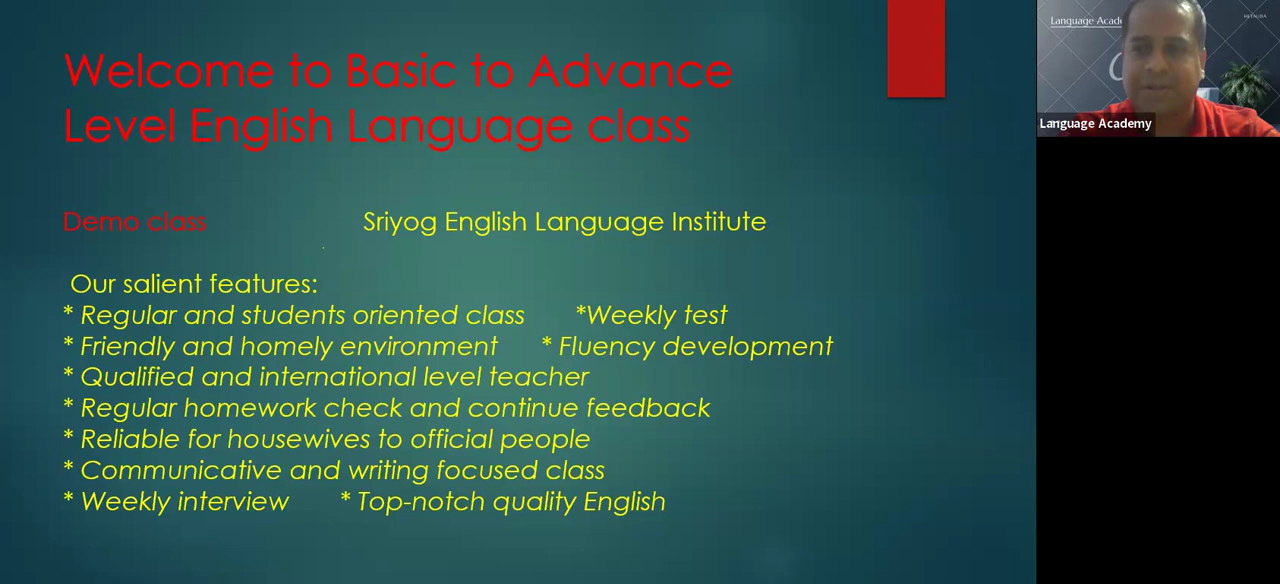 Welcome to Basic to Advance
Level English Language class
Demo class Sriyog English Language Institute
Our salient features:
* Regular and students oriented class *Weekly test
* Friendly and homely environment * Fluency development
* Qualified and international level teacher
* Regular homework check and continue feedback
* Reliable for housewives to official people
* Communicative and writing focused class
* Weekly interview * Top-notch quality English
Language Acade
Language Academy